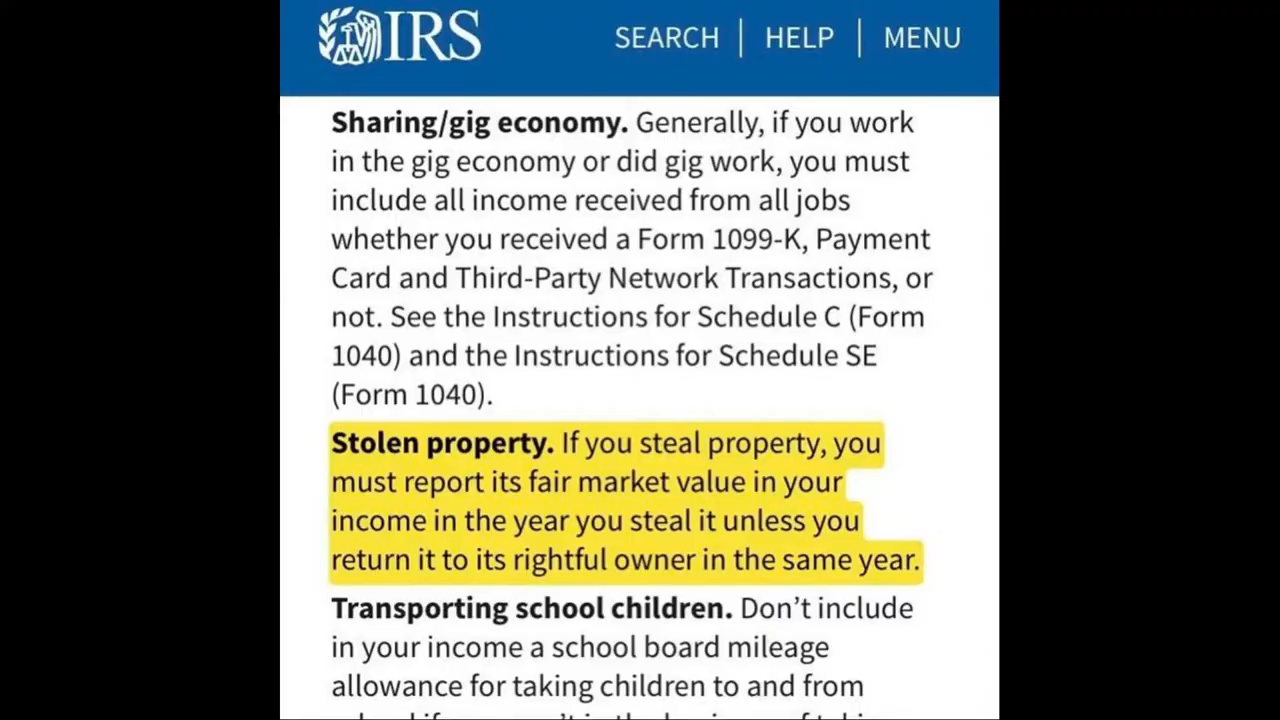 IRS
SEARCH | HELP | MENU
Sharing/gig economy. Generally, if you work
in the gig economy or did gig work, you must
include all income received from all jobs
whether you received a Form 1099-K, Payment
Card and Third-Party Network Transactions, or
not. See the Instructions for Schedule C (Form
1040) and the Instructions for Schedule SE
(Form 1040).
Stolen property. If you steal property, you
must report its fair market value in your
income in the year you steal it unless you
return it to its rightful owner in the same year.
Transporting school children. Don’t include
in your income a school board mileage
allowance for taking children to and from